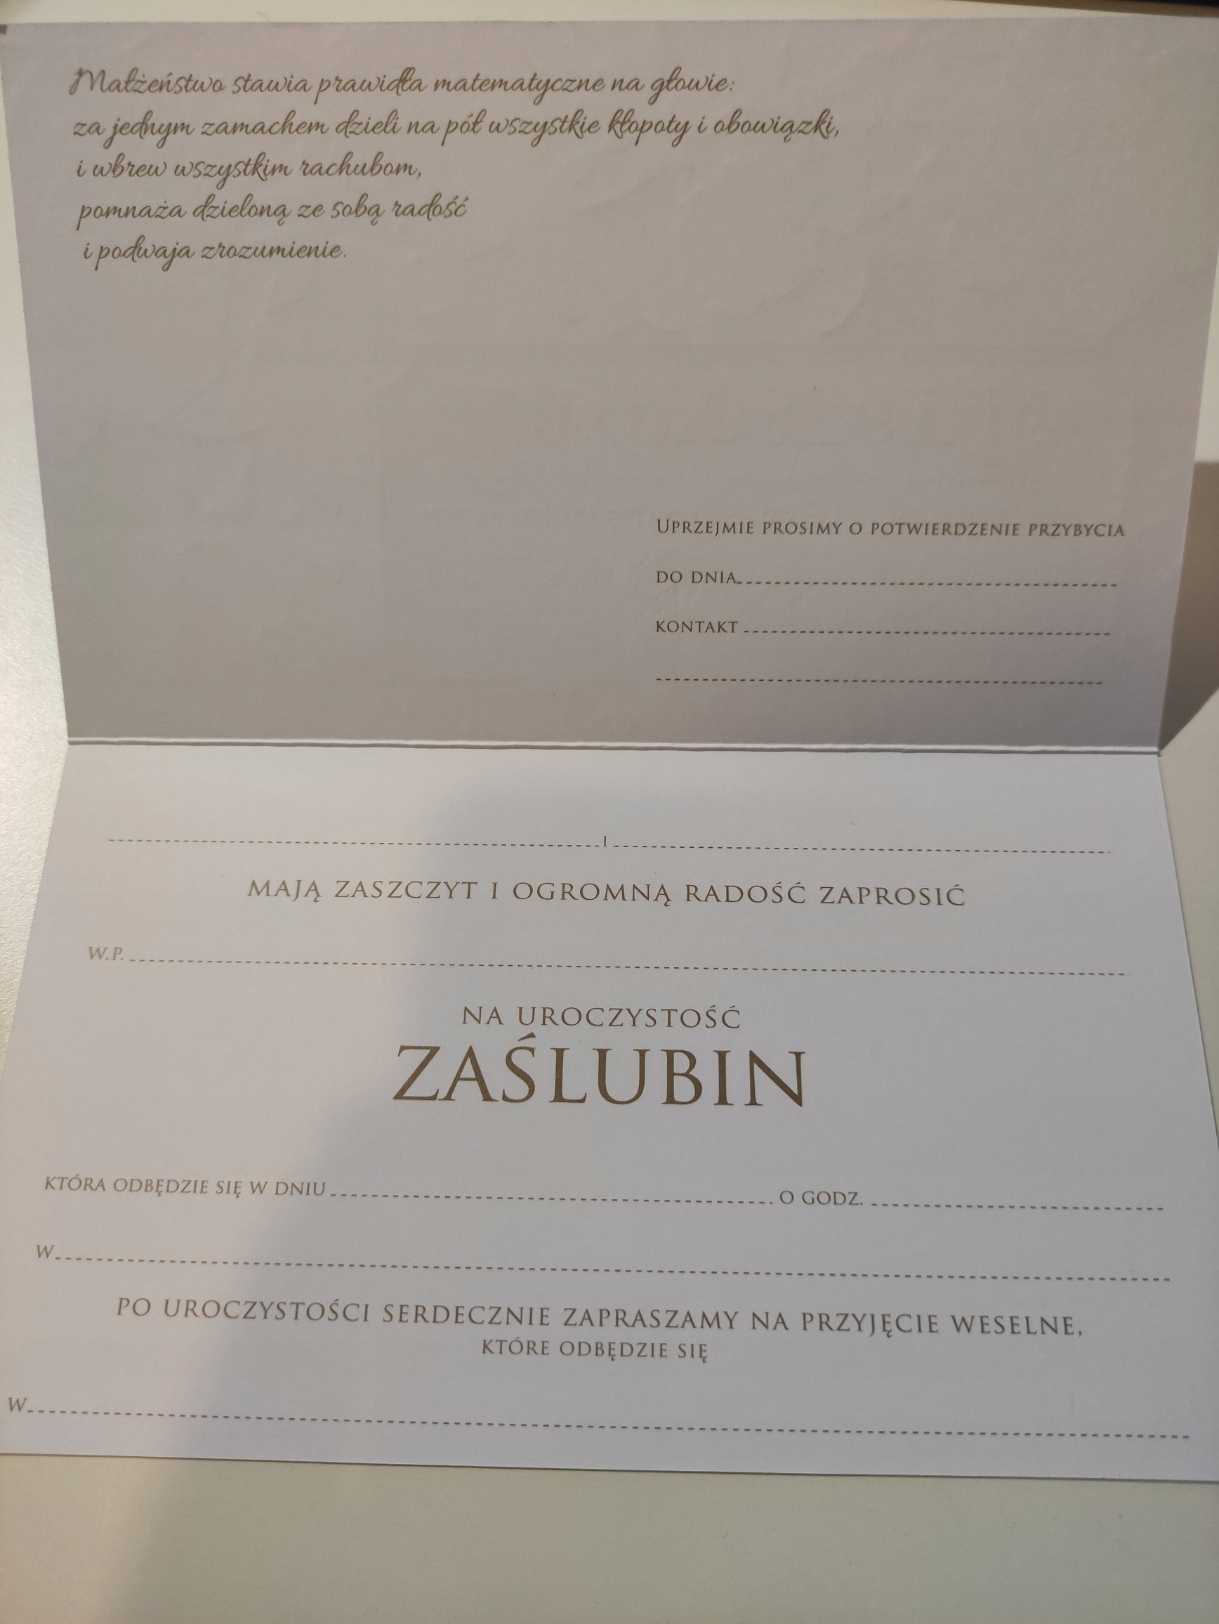 Małżeństwo stawia prawidła matematyczne na głowie:
za jednym zamachem dzieli na pół wszystkie kłopoty i obowiązki,
i wbrew wszystkim rachubom,
pomnaża dzieloną ze sobą radość
i podwaja zrozumienie.
UPRZEJMIE PROSIMY O POTWIERDZENIE PRZYBYCIA
DO DNIA
KONTAKT
I
MAJĄ ZASZCZYT I OGROMNĄ RADOŚĆ ZAPROSIĆ
W.P.
NA UROCZYSTOŚĆ
ZAŚLUBIN
KTÓRA ODBĘDZIE SIĘ W DNIU O GODZ.
W
PO UROCZYSTOŚCI SERDECZNIE ZAPRASZAMY NA PRZYJĘCIE WESELNE,
KTÓRE ODBĘDZIE SIĘ
W